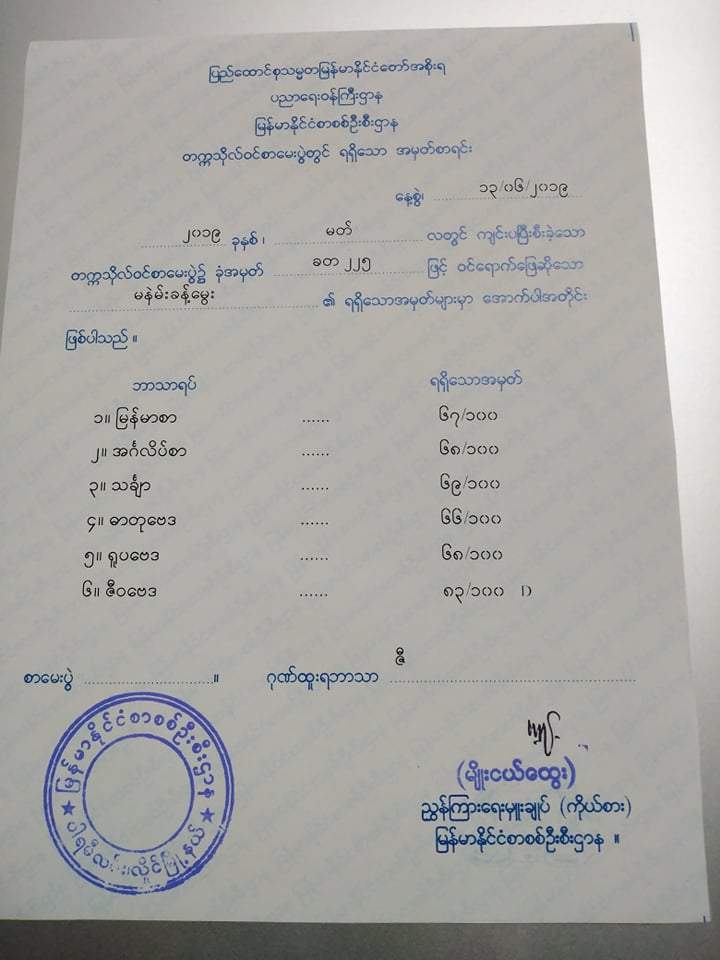 ပြည်ထောင်စုသမ္မတမြန်မာနိုင်ငံတော်အစိုးရ
ပညာရေးဝန်ကြီးဌာန
မြန်မာနိုင်ငံစာစစ်ဦးစီးဌာန
တက္ကသိုလ်ဝင်စာမေးပွဲတွင် ရရှိသော အမှတ်စာရင်း
နေ့စွဲ၊ ၁၃/၀၆/၂၀၁၉
၂၀၁၉ ခုနှစ်၊ မတ် လတွင် ကျင်းပပြီးစီးခဲ့သော
တက္ကသိုလ်ဝင်စာမေးပွဲ၌ ခုံအမှတ် ခတ ၂၂၅ ဖြင့် ဝင်ရောက်ဖြေဆိုသော
မနမ်းခန့်မွေး ၏ ရရှိသောအမှတ်များမှာ အောက်ပါအတိုင်း
ဖြစ်ပါသည်။
ဘာသာရပ် ရရှိသောအမှတ်
၁။ မြန်မာစာ ...... ၆၇/၁၀၀
၂။ အင်္ဂလိပ်စာ ...... ၆၈/၁၀၀
၃။ သင်္ချာ ...... ၆၉/၁၀၀
၄။ ဓာတုဗေဒ ...... ၆၆/၁၀၀
၅။ ရူပဗေဒ ...... ၆၈/၁၀၀
၆။ ဇီဝဗေဒ ...... ၈၃/၁၀၀ D
စာမေးပွဲ ...... ။ ဂုဏ်ထူးရဘာသာ ဇီ
(မျိုးငယ်ထွေး)
ညွှန်ကြားရေးမှူးချုပ် (ကိုယ်စား)
မြန်မာနိုင်ငံစာစစ်ဦးစီးဌာန ။
မြန်မာနိုင်ငံစာစစ်ဦးစီးဌာန
ပါရမီလမ်း၊လှိုင်မြို့နယ်